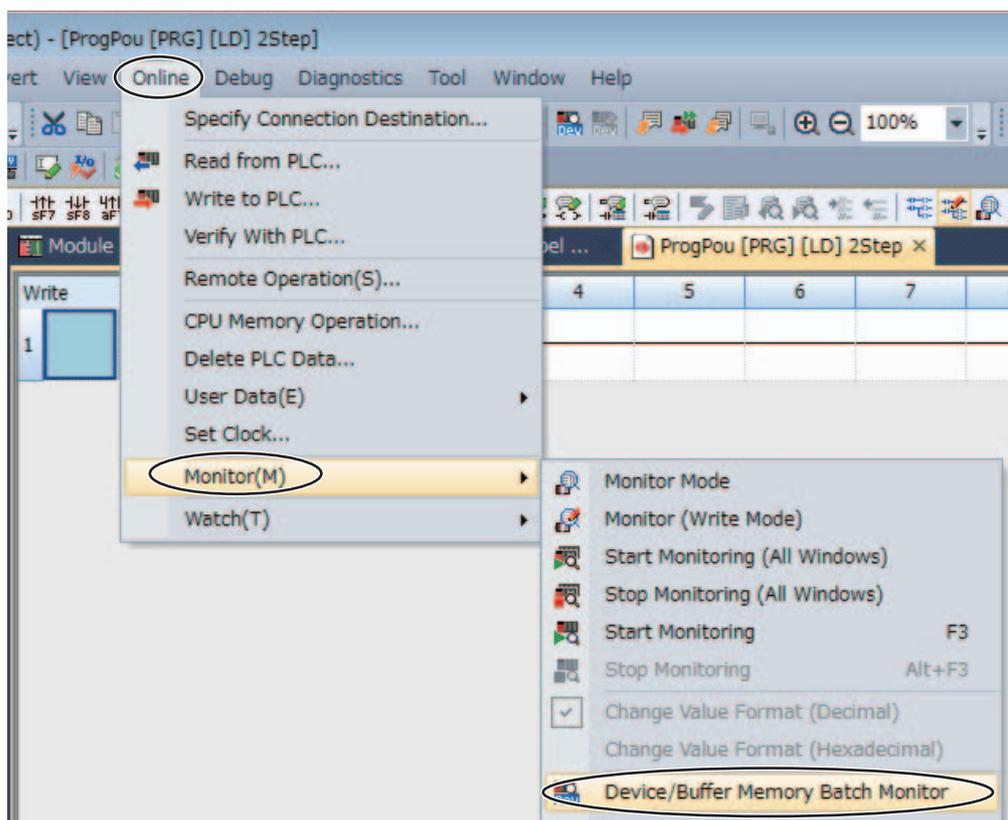 ect) - [ProgPou [PRG] [LD] 2Step]
ert View Online Debug Diagnostics Tool Window Help
Specify Connection Destination...
Dev 100%
Read from PLC...
Write to PLC...
SF7 SF8
Verify With PLC...
Module
ProgPou [PRG] [LD] 2Step ×
Remote Operation(S)...
Write 4 5 6 7
CPU Memory Operation...
1
Delete PLC Data...
User Data(E)
Set Clock...
Monitor(M)
Watch(T)
Monitor Mode
Monitor (Write Mode)
Start Monitoring (All Windows)
Stop Monitoring (All Windows)
Start Monitoring F3
Stop Monitoring Alt+F3
Change Value Format (Decimal)
Change Value Format (Hexadecimal)
Device/Buffer Memory Batch Monitor